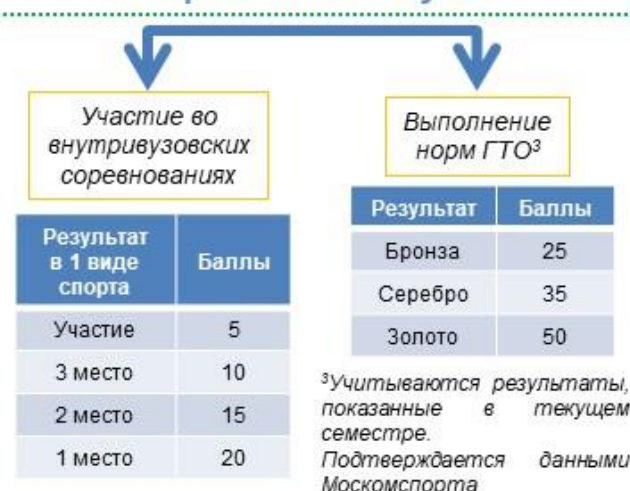 Участие во
внутривузовских
соревнованиях
Результат
в 1 виде
спорта
Баллы
Участие 5
3 место 10
2 место 15
1 место 20
Выполнение
норм ГТО³
Результат Баллы
Бронза 25
Серебро 35
Золото 50
³Учитываются результаты,
показанные в текущем
семестре.
Подтверждается данными
Москомспорта